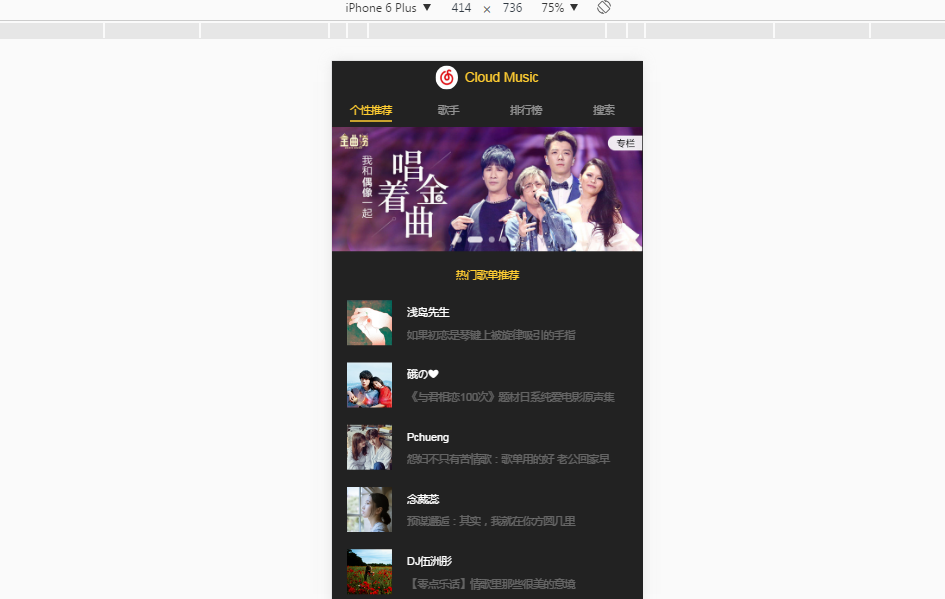 iPhone 6 Plus ▼ 414 × 736 75% ▼
Cloud Music
个性推荐 歌手 排行榜 搜索
金曲捞
专栏
我和偶像一起
唱着金曲
热门歌单推荐
浅岛先生
如果初恋是琴键上被旋律吸引的手指
硪の❤
《与君相恋100次》题材日系纯爱电影原声集
Pchueng
怨妇不只有苦情歌：歌单用的好 老公回家早
念蕤蕊
预谋邂逅：其实，我就在你方圆几里
DJ伍洲彤
【零点乐话】情歌里那些很美的意境